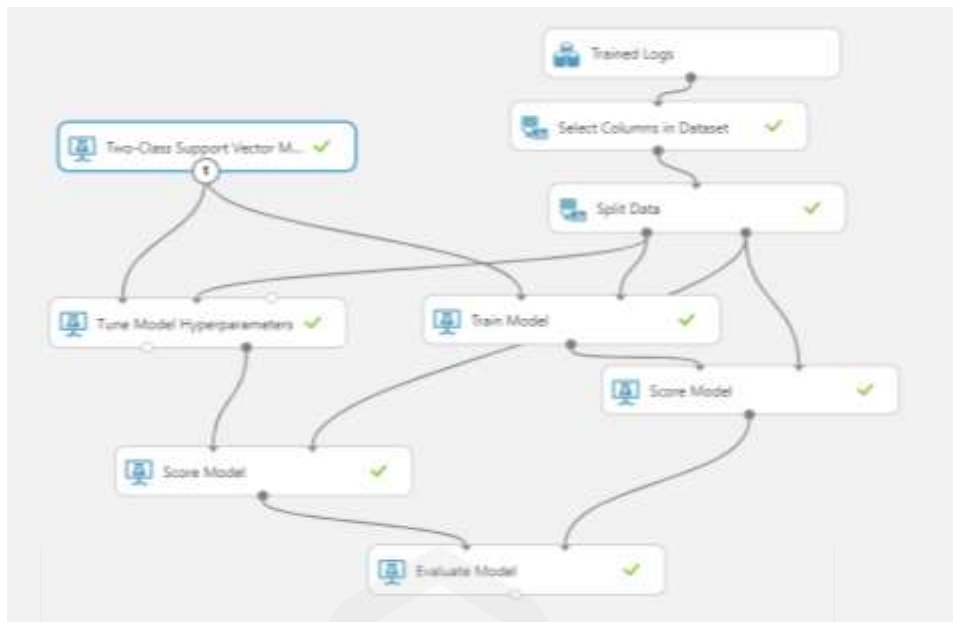 Trained Logs
Select Columns in Dataset
Two-Class Support Vector M...
1
Split Data
Tune Model Hyperparameters
Train Model
Score Model
Score Model
Evaluate Model